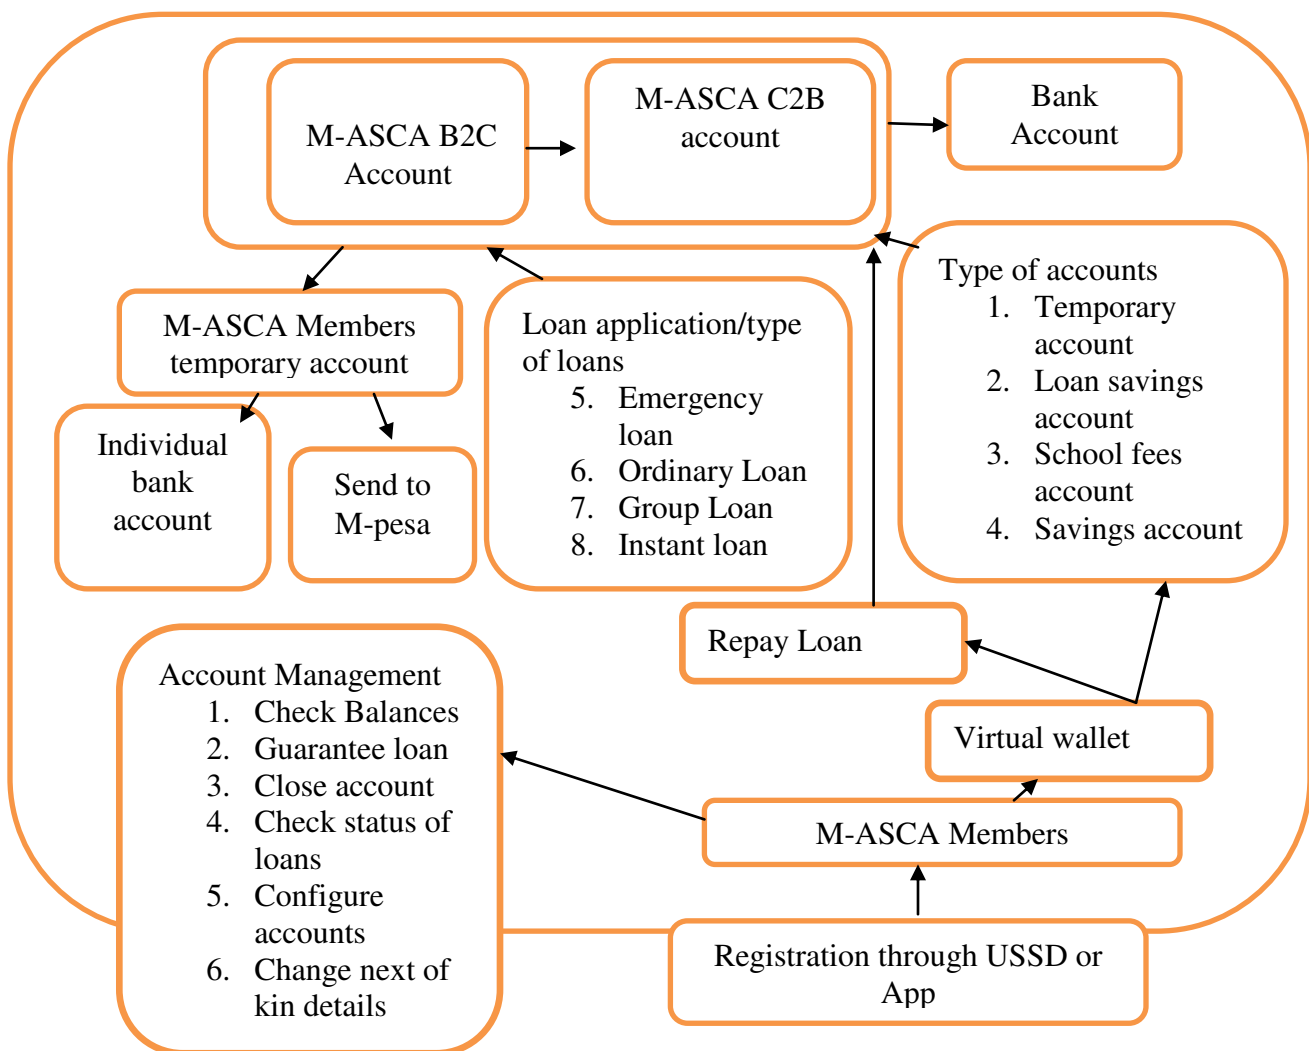 M-ASCA B2C
Account
M-ASCA C2B
account
Bank
Account
M-ASCA Members
temporary account
Individual
bank
account
Send to
M-pesa
Loan application/type
of loans
5. Emergency
loan
6. Ordinary Loan
7. Group Loan
8. Instant loan
Type of accounts
1. Temporary
account
2. Loan savings
account
3. School fees
account
4. Savings account
Repay Loan
Virtual wallet
Account Management
1. Check Balances
2. Guarantee loan
3. Close account
4. Check status of
loans
5. Configure
accounts
6. Change next of
kin details
M-ASCA Members
Registration through USSD or
App